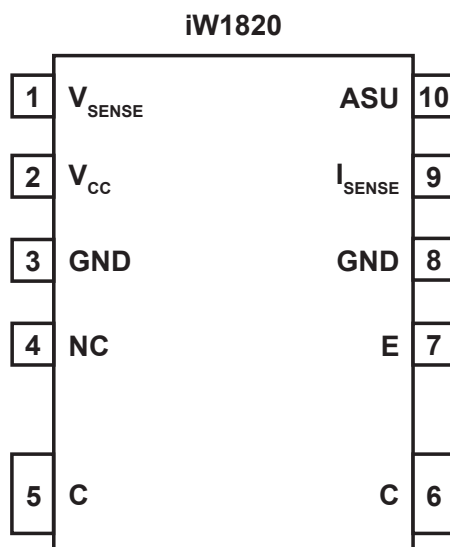 iW1820
1 VSENSE ASU 10
2 VCC ISENSE 9
3 GND GND 8
4 NC E 7
5 C C 6